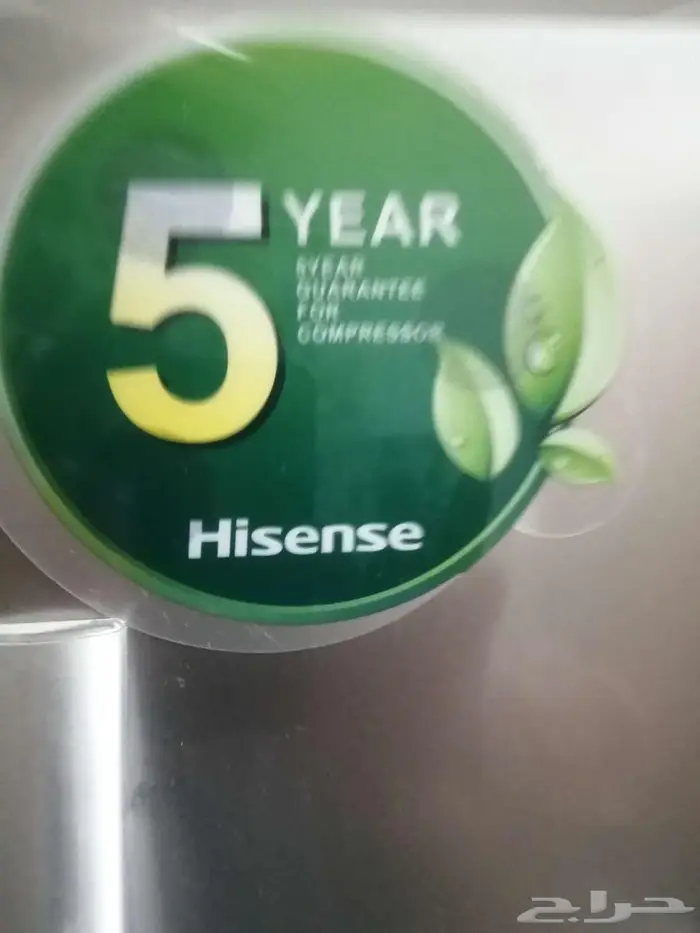 5 YEAR
5YEAR
GUARANTEE
FOR
COMPRESSOR
Hisense
حراج